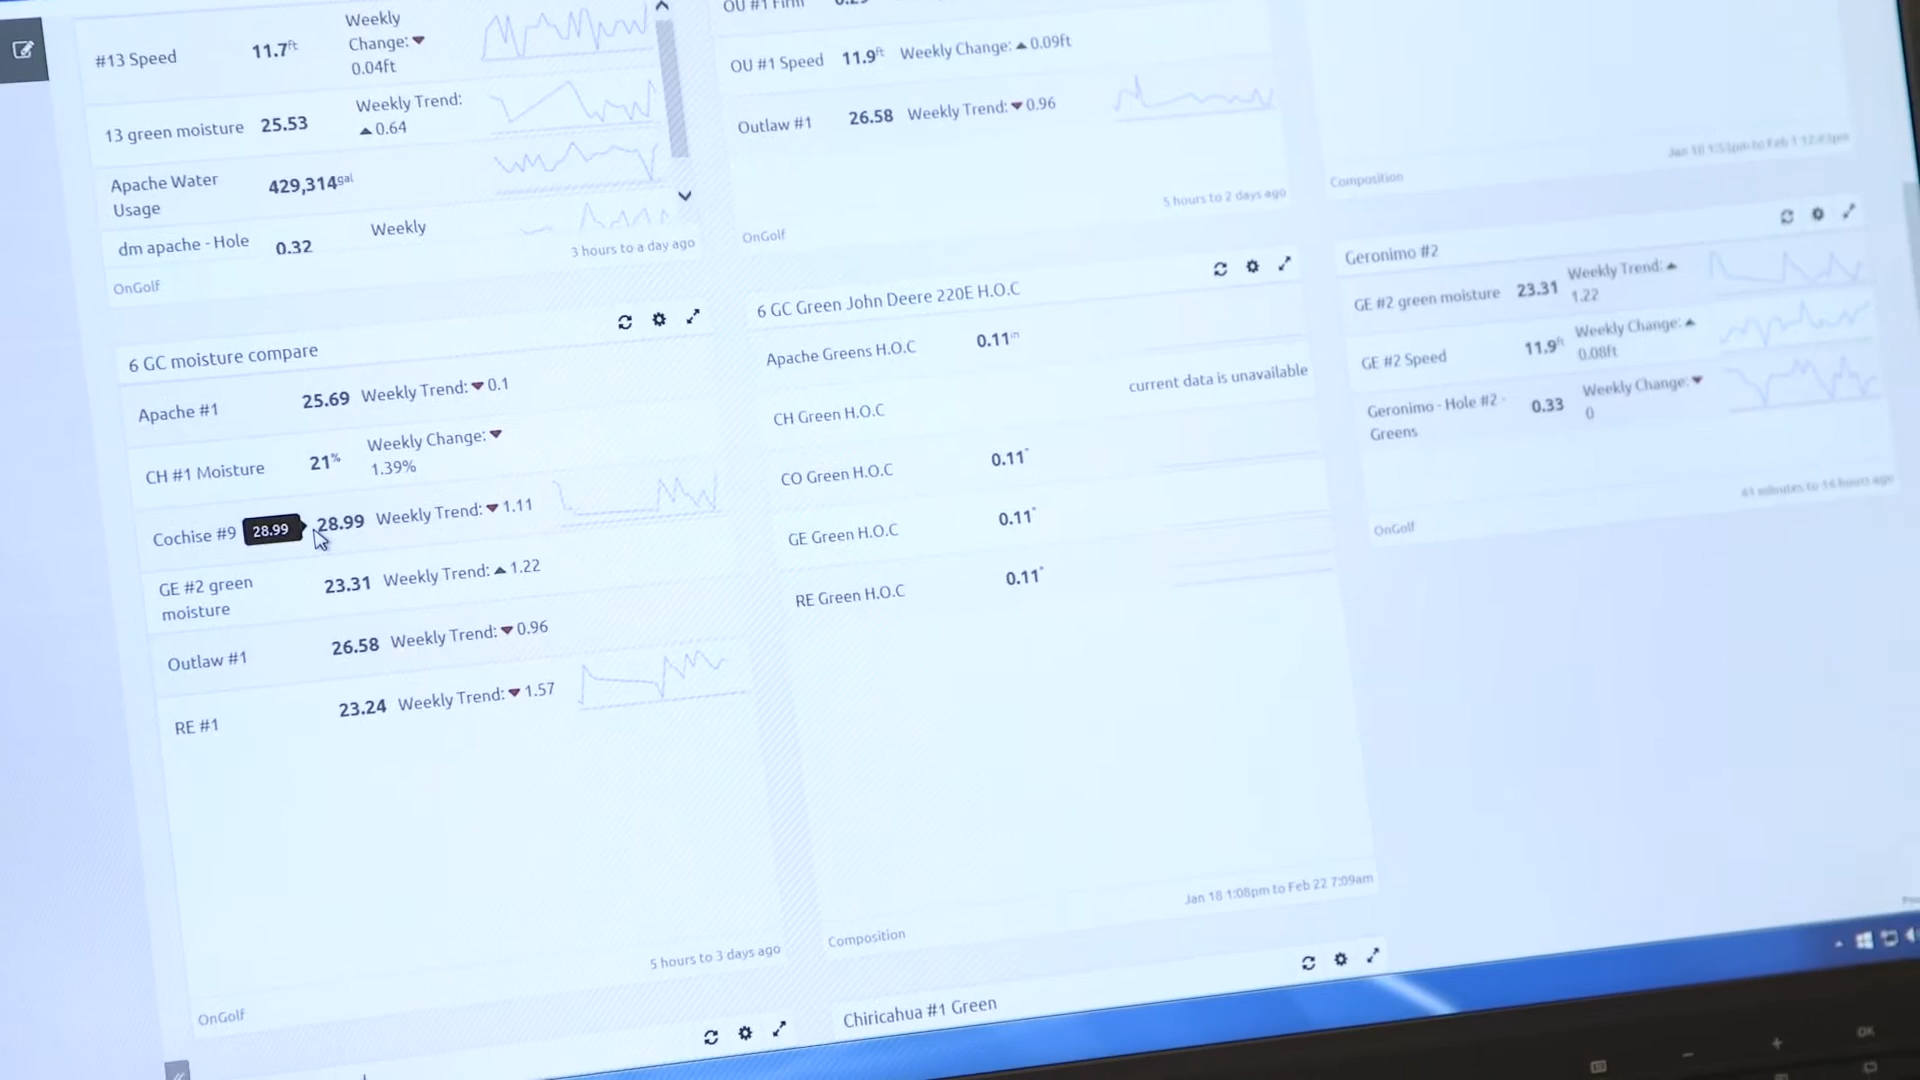 #13 Speed 11.7ft Weekly
Change: ▼
0.04ft
13 green moisture 25.53 Weekly Trend:
▲0.64
Apache Water
Usage 429,314gal
dm apache - Hole 0.32 Weekly
3 hours to a day ago
OnGolf
OU #1 Speed 11.9ft Weekly Change: ▲0.09ft
Outlaw #1 26.58 Weekly Trend: ▼0.96
5 hours to 2 days ago
OnGolf
Composition
6 GC moisture compare
Apache #1 25.69 Weekly Trend: ▼0.1
CH #1 Moisture 21% Weekly Change: ▼
1.39%
Cochise #9 28.99 28.99 Weekly Trend: ▼1.11
GE #2 green
moisture 23.31 Weekly Trend: ▲1.22
Outlaw #1 26.58 Weekly Trend: ▼0.96
RE #1 23.24 Weekly Trend: ▼1.57
5 hours to 3 days ago
OnGolf
6 GC Green John Deere 220E H.O.C
Apache Greens H.O.C 0.11in
current data is unavailable
CH Green H.O.C
CO Green H.O.C 0.11"
GE Green H.O.C 0.11"
RE Green H.O.C 0.11"
Jan 18 1:08pm to Feb 22 7:09am
Composition
Geronimo #2
GE #2 green moisture 23.31 Weekly Trend: ▲
1.22
GE #2 Speed 11.9ft Weekly Change: ▲
0.08ft
Geronimo - Hole #2 -
Greens 0.33 Weekly Change: ▼
0
41 minutes to 16 hours ago
OnGolf
Chiricahua #1 Green
OK